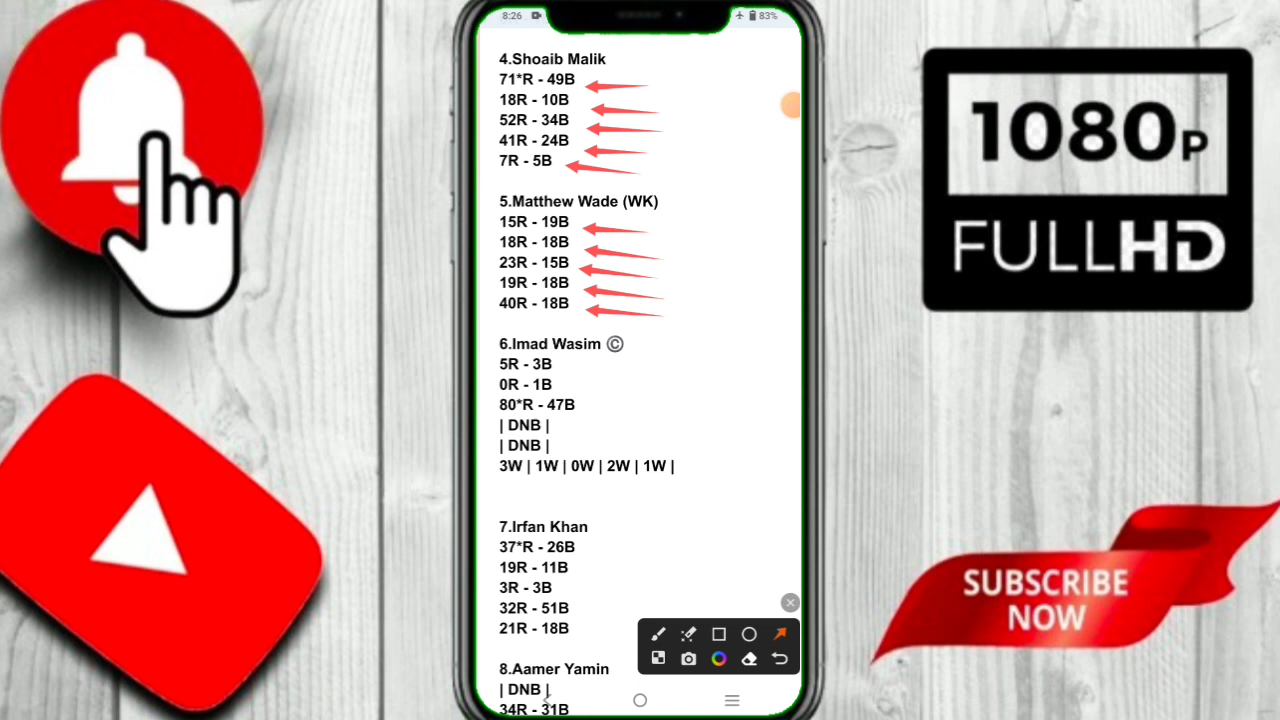 8:26
83%
4.Shoaib Malik
71*R - 49B
18R - 10B
52R - 34B
41R - 24B
7R - 5B
5.Matthew Wade (WK)
15R - 19B
18R - 18B
23R - 15B
19R - 18B
40R - 18B
6.Imad Wasim ©
5R - 3B
0R - 1B
80*R - 47B
| DNB |
| DNB |
3W | 1W | 0W | 2W | 1W |
7.Irfan Khan
37*R - 26B
19R - 11B
3R - 3B
32R - 51B
21R - 18B
8.Aamer Yamin
| DNB |
34R - 31B
1080P
FULLHD
SUBSCRIBE
NOW